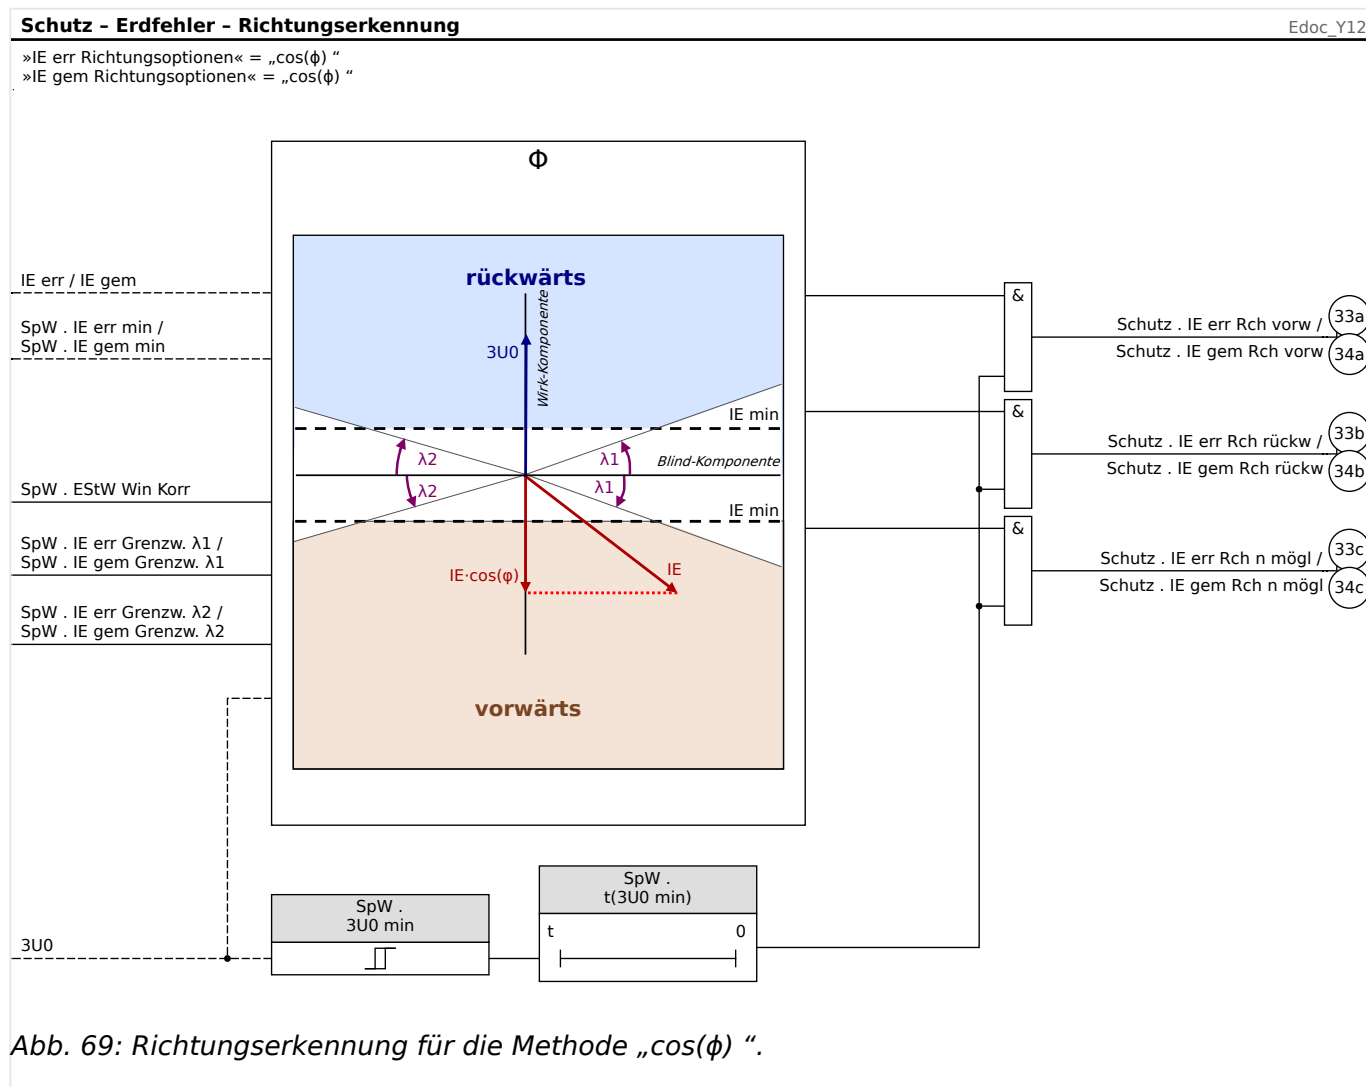 Schutz – Erdfehler – Richtungserkennung
Edoc_Y12
»IE err Richtungsoptionen« = „cos(ϕ) “
»IE gem Richtungsoptionen« = „cos(ϕ) “
Φ
rückwärts
Wirk-Komponente
3U0
IE min
λ2
λ1
Blind-Komponente
λ2
λ1
IE min
IE·cos(φ)
IE
vorwärts
IE err / IE gem
SpW . IE err min /
SpW . IE gem min
SpW . EStW Win Korr
SpW . IE err Grenzw. λ1 /
SpW . IE gem Grenzw. λ1
SpW . IE err Grenzw. λ2 /
SpW . IE gem Grenzw. λ2
3U0
SpW .
3U0 min
SpW .
t(3U0 min)
t
0
&
Schutz . IE err Rch vorw /
33a
Schutz . IE gem Rch vorw
34a
&
Schutz . IE err Rch rückw /
33b
Schutz . IE gem Rch rückw
34b
&
Schutz . IE err Rch n mögl /
33c
Schutz . IE gem Rch n mögl
34c
Abb. 69: Richtungserkennung für die Methode „cos(ϕ) “.